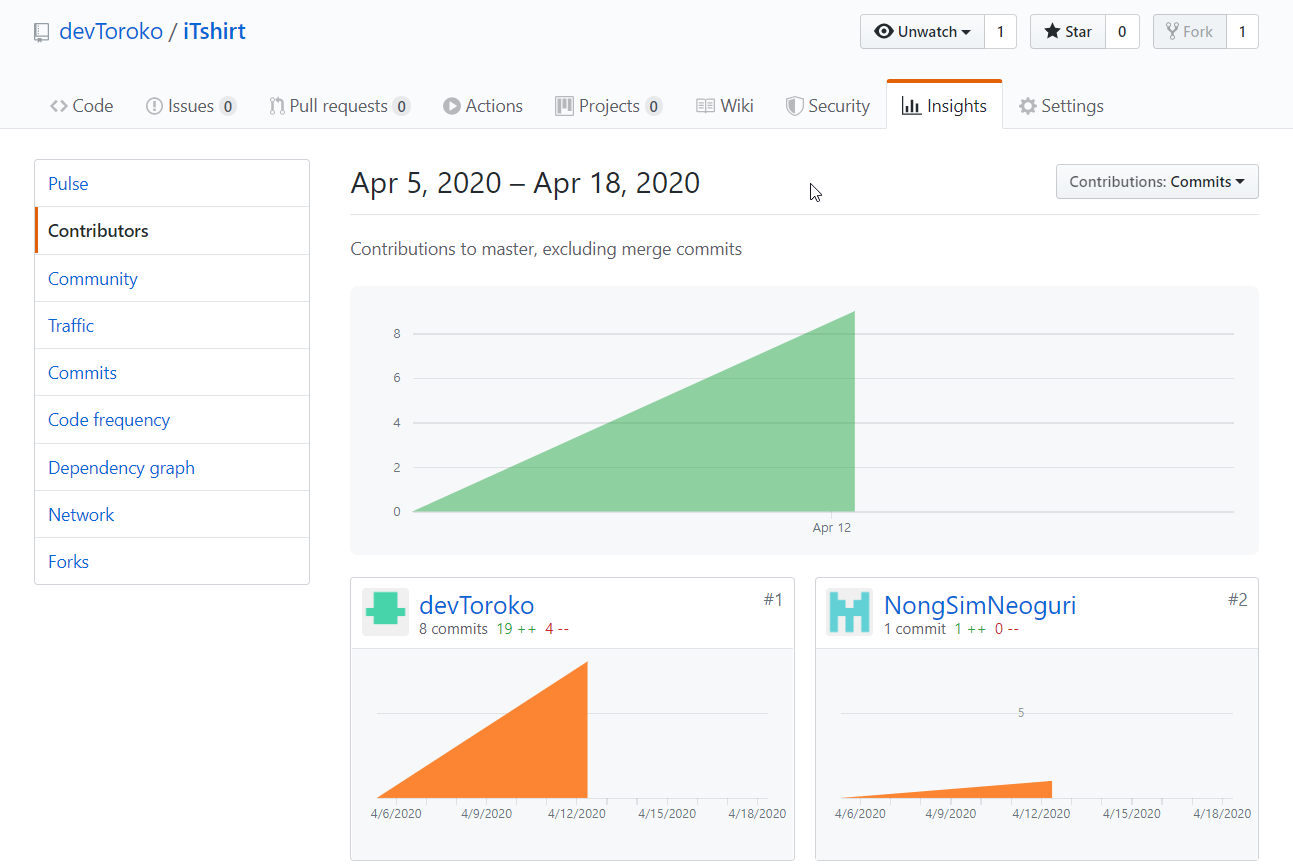 devToroko / iTshirt
Unwatch 1 Star 0 Fork 1
Code Issues 0 Pull requests 0 Actions Projects 0 Wiki Security Insights Settings
Pulse
Contributors
Community
Traffic
Commits
Code frequency
Dependency graph
Network
Forks
Apr 5, 2020 – Apr 18, 2020
Contributions: Commits
Contributions to master, excluding merge commits
8
6
4
2
0
Apr 12
devToroko #1
8 commits 19 ++ 4 --
4/6/2020 4/9/2020 4/12/2020 4/15/2020 4/18/2020
NongSimNeoguri #2
1 commit 1 ++ 0 --
5
4/6/2020 4/9/2020 4/12/2020 4/15/2020 4/18/2020